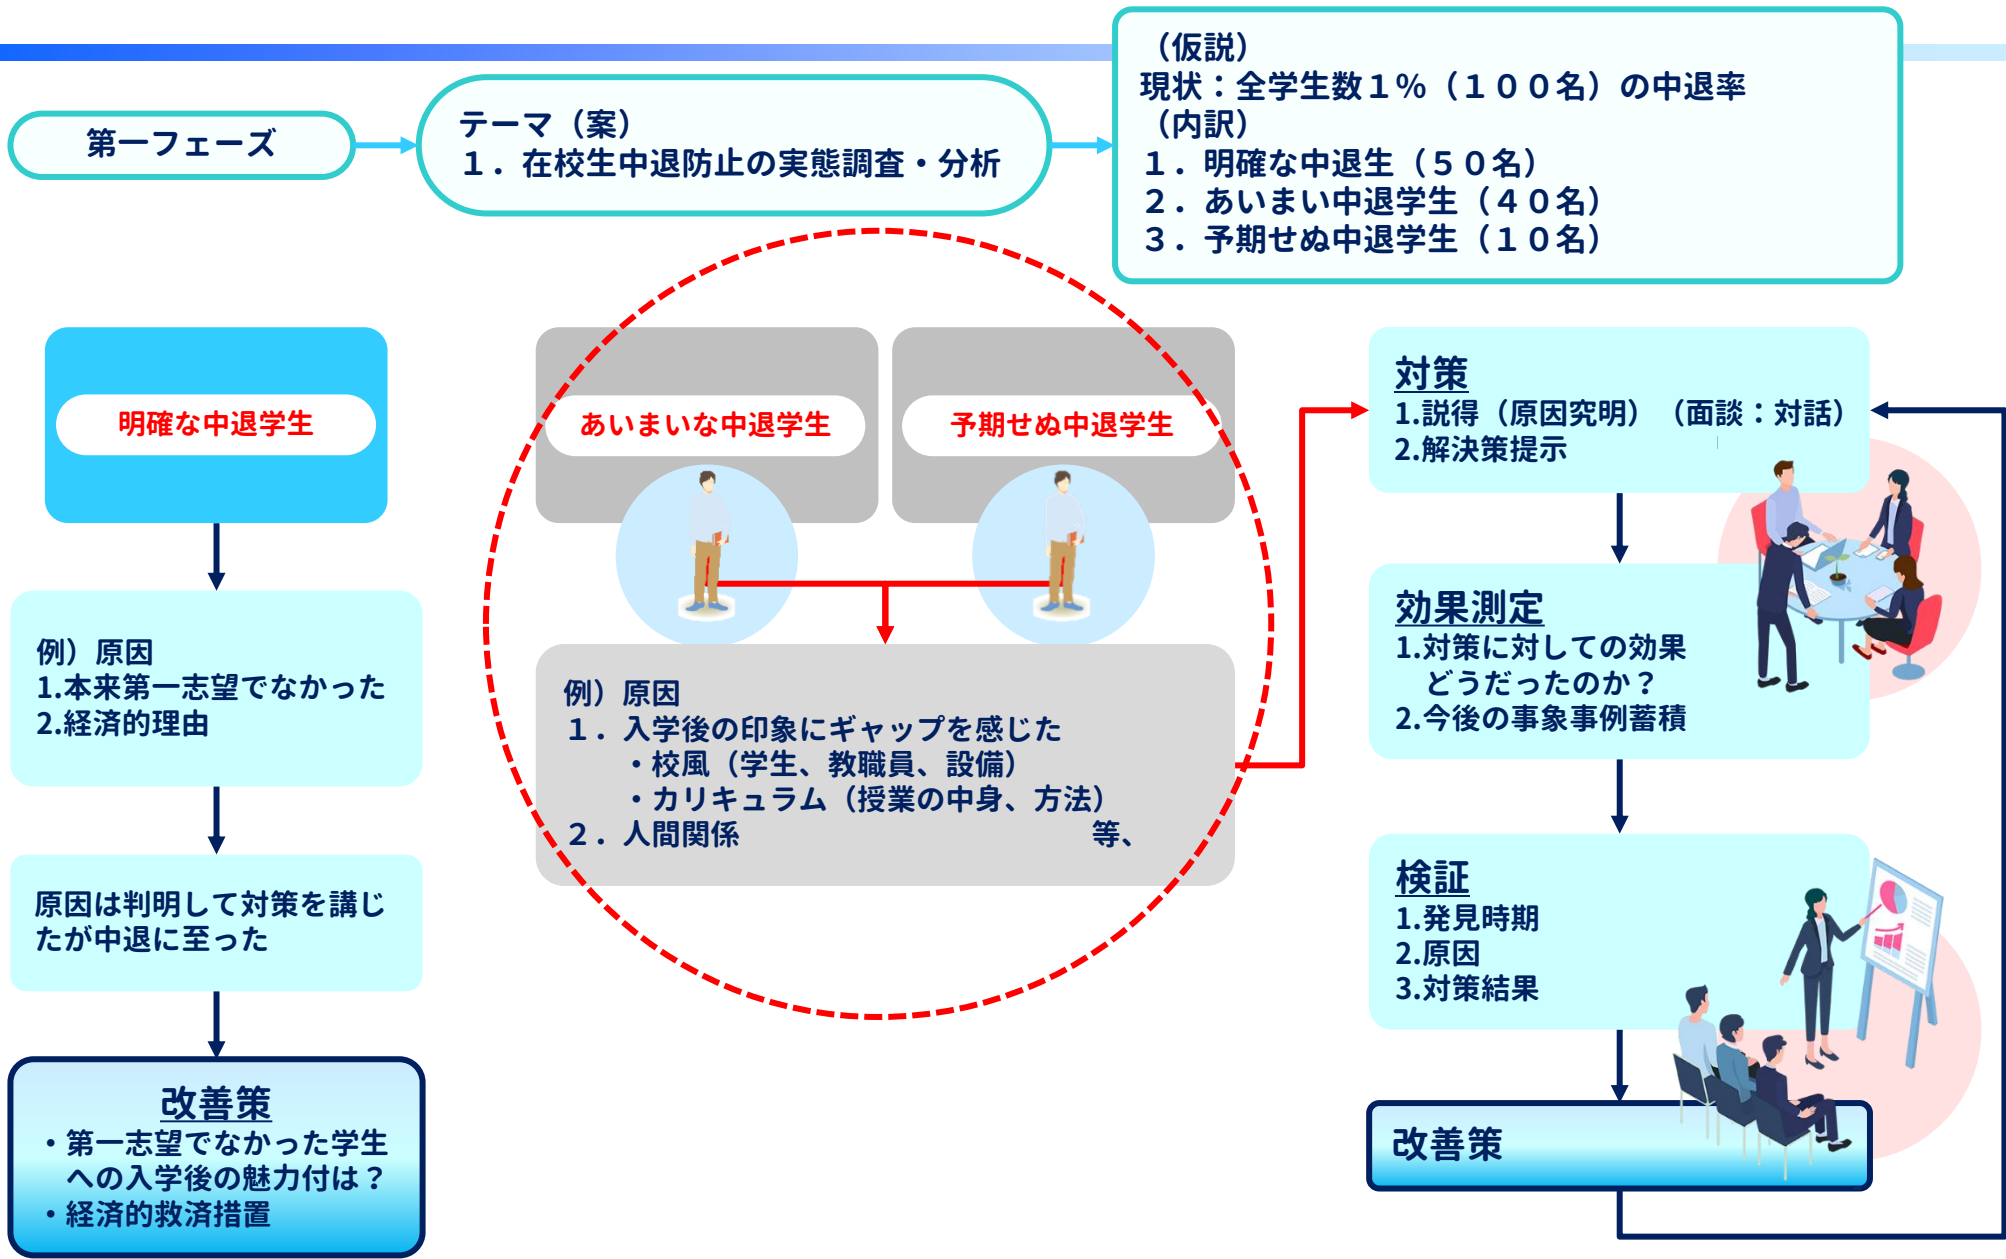 第一フェーズ
テーマ（案）
１．在校生中退防止の実態調査・分析
（仮説）
現状：全学生数１％（１００名）の中退率
（内訳）
１．明確な中退生（５０名）
２．あいまい中退学生（４０名）
３．予期せぬ中退学生（１０名）
明確な中退学生
例）原因
1.本来第一志望でなかった
2.経済的理由
原因は判明して対策を講じ
たが中退に至った
改善策
・第一志望でなかった学生
への入学後の魅力付は？
・経済的救済措置
あいまいな中退学生
予期せぬ中退学生
例）原因
１．入学後の印象にギャップを感じた
・校風（学生、教職員、設備）
・カリキュラム（授業の中身、方法）
２．人間関係　　　　　　　　　　　　等、
対策
1.説得（原因究明）（面談：対話）
2.解決策提示
効果測定
1.対策に対しての効果
どうだったのか？
2.今後の事象事例蓄積
検証
1.発見時期
2.原因
3.対策結果
改善策